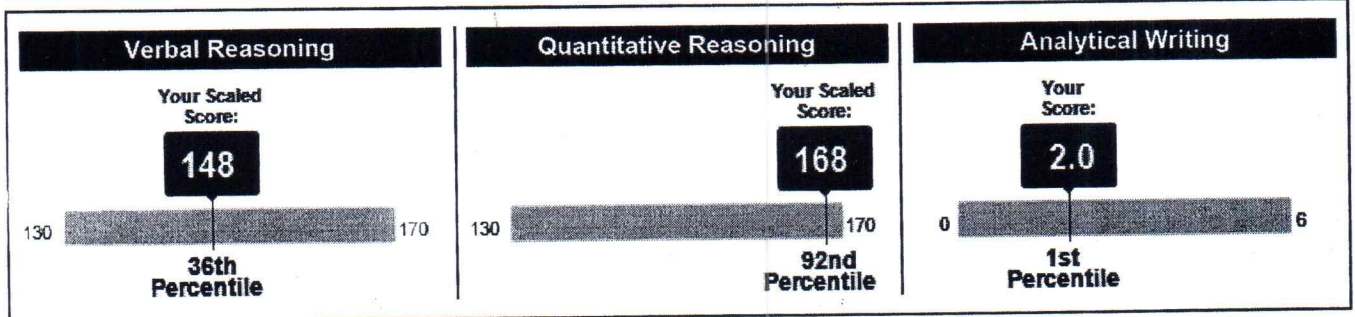 Verbal Reasoning
Your Scaled
Score:
148
130
170
36th
Percentile
Quantitative Reasoning
Your Scaled
Score:
168
130
170
92nd
Percentile
Analytical Writing
Your
Score:
2.0
0
6
1st
Percentile